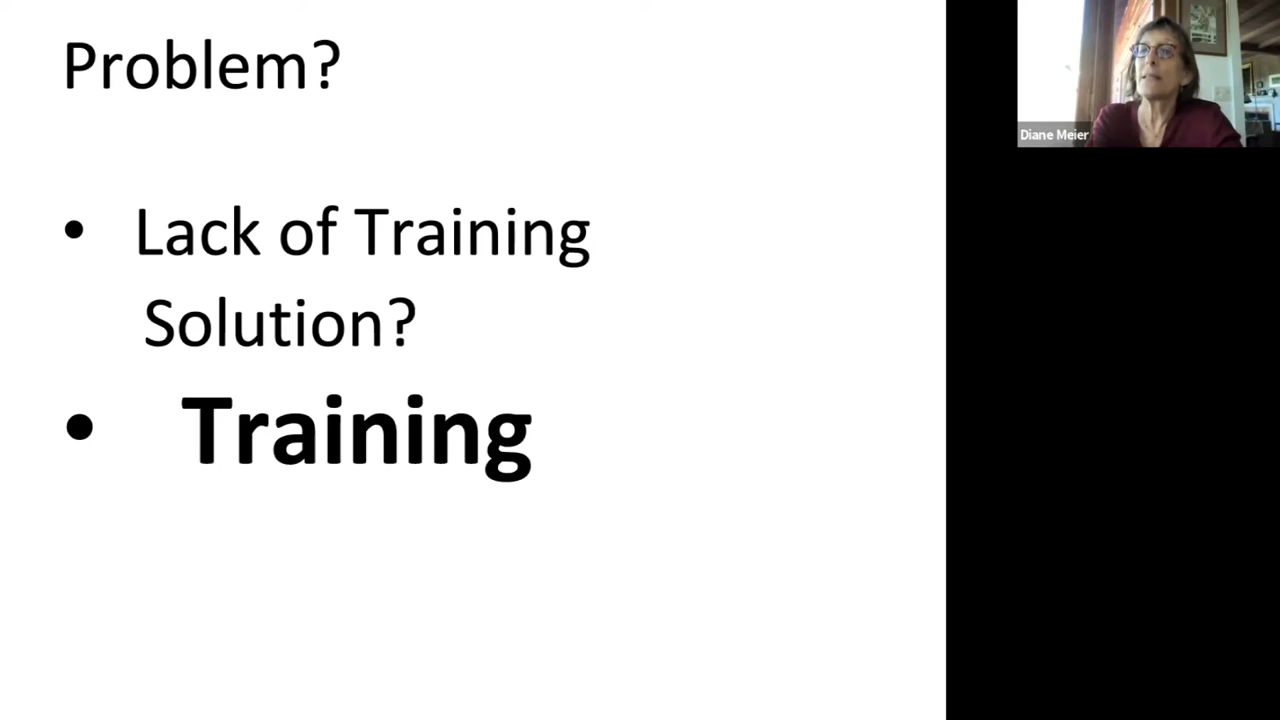 Problem?
• Lack of Training
Solution?
• Training
Diane Meier